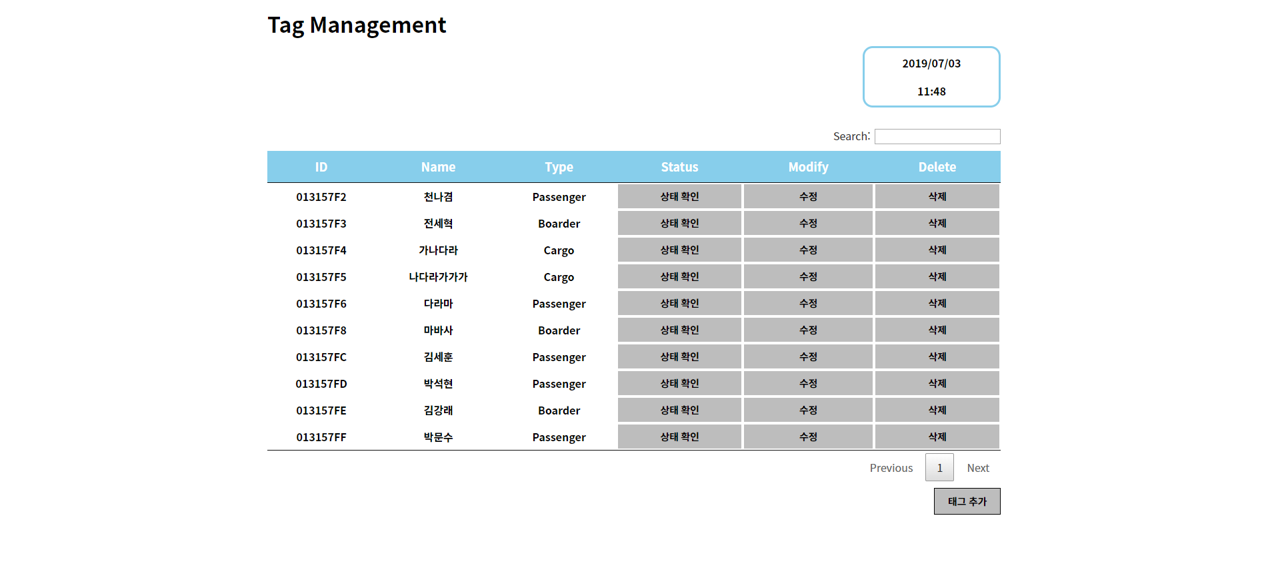 Tag Management
2019/07/03
11:48
Search:
ID Name Type Status Modify Delete
013157F2 천나겸 Passenger 상태 확인 수정 삭제
013157F3 전세혁 Boarder 상태 확인 수정 삭제
013157F4 가나다라 Cargo 상태 확인 수정 삭제
013157F5 나다라가가가 Cargo 상태 확인 수정 삭제
013157F6 다라마 Passenger 상태 확인 수정 삭제
013157F8 마바사 Boarder 상태 확인 수정 삭제
013157FC 김세훈 Passenger 상태 확인 수정 삭제
013157FD 박석현 Passenger 상태 확인 수정 삭제
013157FE 김강래 Boarder 상태 확인 수정 삭제
013157FF 박문수 Passenger 상태 확인 수정 삭제
Previous 1 Next
태그 추가